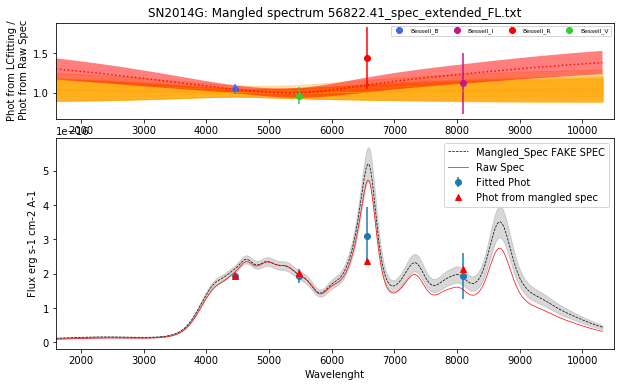 SN2014G: Mangled spectrum 56822.41_spec_extended_FL.txt
Phot from LCfitting /
Phot from Raw Spec
Bessell_B Bessell_I Bessell_R Bessell_V
1.5
1.0
2000 3000 4000 5000 6000 7000 8000 9000 10000
1e−16
Mangled_Spec FAKE SPEC
Raw Spec
Fitted Phot
Phot from mangled spec
Flux erg s-1 cm-2 A-1
5
4
3
2
1
0
2000 3000 4000 5000 6000 7000 8000 9000 10000
Wavelenght